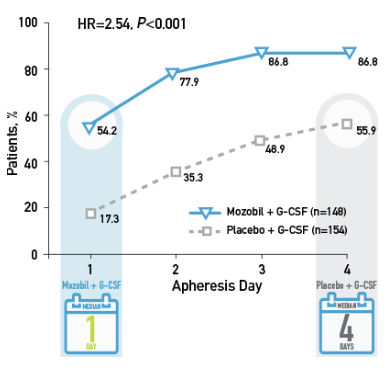 HR=2.54, P<0.001
100
80
60
40
20
0
Patients, %
54.2
77.9
86.8
86.8
17.3
35.3
48.9
55.9
Mozobil + G-CSF (n=148)
Placebo + G-CSF (n=154)
1
2
3
4
Apheresis Day
Mozobil + G-CSF
MEDIAN
1
DAY
Placebo + G-CSF
MEDIAN
4
DAYS